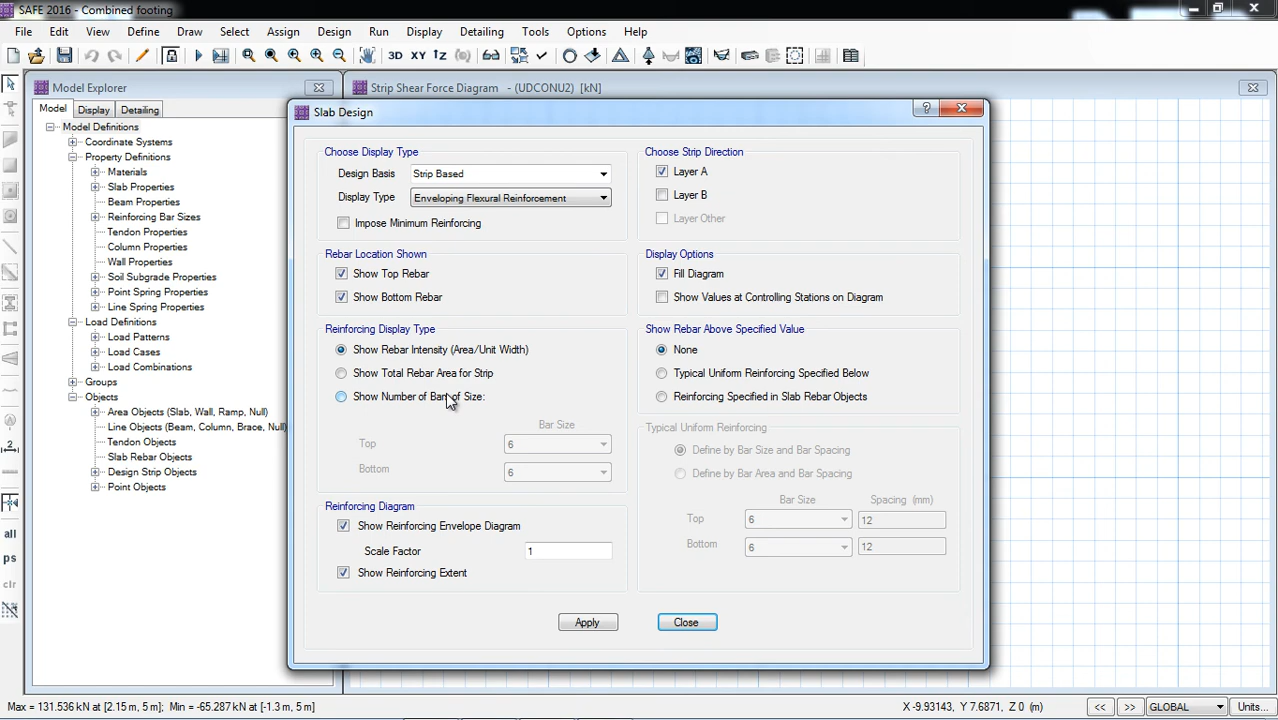 SAFE 2016 - Combined footing
File Edit View Define Draw Select Assign Design Run Display Detailing Tools Options Help
3D XY
Model Explorer
Strip Shear Force Diagram - (UDCONU2) [kN]
Model Display Detailing
Model Definitions
Coordinate Systems
Property Definitions
Materials
Slab Properties
Beam Properties
Reinforcing Bar Sizes
Tendon Properties
Column Properties
Wall Properties
Soil Subgrade Properties
Point Spring Properties
Line Spring Properties
Load Definitions
Load Patterns
Load Cases
Load Combinations
Groups
Objects
Area Objects (Slab, Wall, Ramp, Null)
Line Objects (Beam, Column, Brace, Null)
Tendon Objects
Slab Rebar Objects
Design Strip Objects
Point Objects
all
ps
clr
Slab Design
Choose Display Type
Design Basis Strip Based
Display Type Enveloping Flexural Reinforcement
Impose Minimum Reinforcing
Rebar Location Shown
Show Top Rebar
Show Bottom Rebar
Reinforcing Display Type
Show Rebar Intensity (Area/Unit Width)
Show Total Rebar Area for Strip
Show Number of Bars of Size:
Bar Size
Top 6
Bottom 6
Reinforcing Diagram
Show Reinforcing Envelope Diagram
Scale Factor 1
Show Reinforcing Extent
Choose Strip Direction
Layer A
Layer B
Layer Other
Display Options
Fill Diagram
Show Values at Controlling Stations on Diagram
Show Rebar Above Specified Value
None
Typical Uniform Reinforcing Specified Below
Reinforcing Specified in Slab Rebar Objects
Typical Uniform Reinforcing
Define by Bar Size and Bar Spacing
Define by Bar Area and Bar Spacing
Bar Size Spacing (mm)
Top 6 12
Bottom 6 12
Apply Close
Max = 131.536 kN at [2.15 m, 5 m]; Min = -65.287 kN at [-1.3 m, 5 m] X -9.93143, Y 7.6871, Z 0 (m) << >> GLOBAL Units...